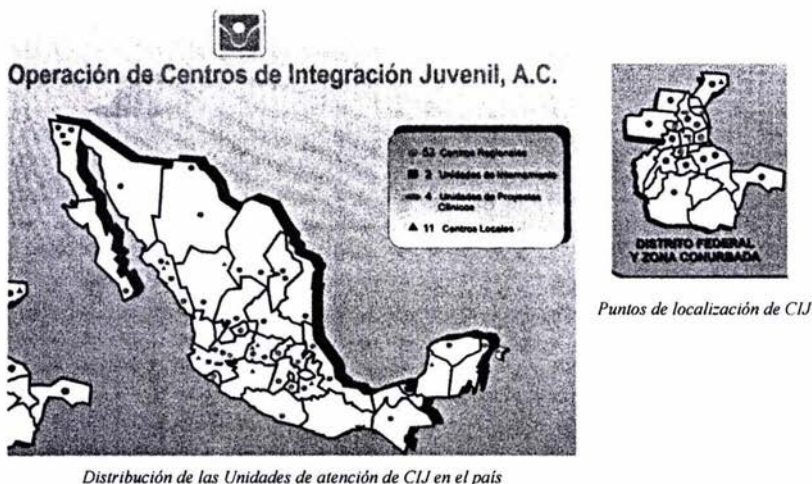 Operación de Centros de Integración Juvenil, A.C.
53 Centros Regionales
2 Unidades de Internamiento
4 Unidades de Proyectos
Clínicos
11 Centros Locales
DISTRITO FEDERAL
Y ZONA CONURBADA
Puntos de localización de CIJ
Distribución de las Unidades de atención de CIJ en el país